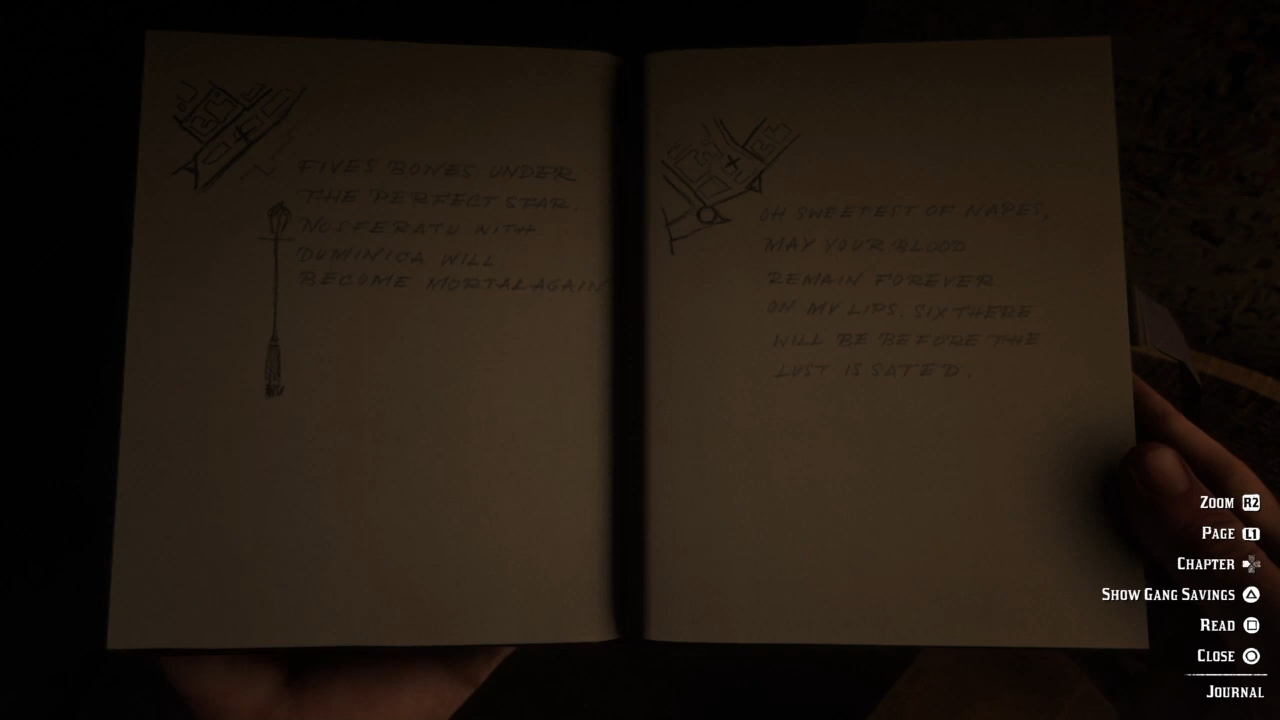 FIVES BONES UNDER
THE PERFECT STAR.
NOSFERATU WITH
DUMINICA WILL
BECOME MORTAL AGAIN
OH SWEETEST OF NAPES,
MAY YOUR BLOOD
REMAIN FOREVER
ON MY LIPS. SIX THERE
WILL BE BEFORE THE
LUST IS SATED.
ZOOM R2
PAGE L1
CHAPTER
SHOW GANG SAVINGS
READ
CLOSE
JOURNAL